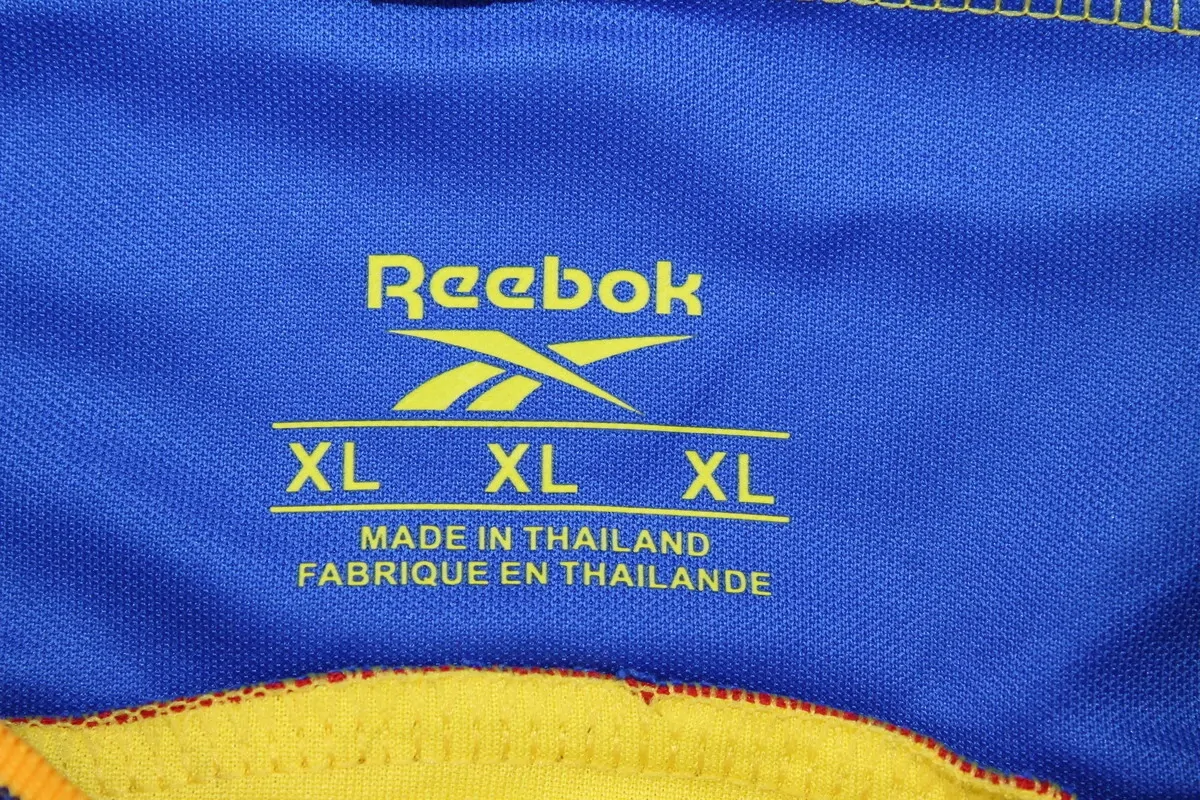 Reebok
XL XL XL
MADE IN THAILAND
FABRIQUE EN THAILANDE